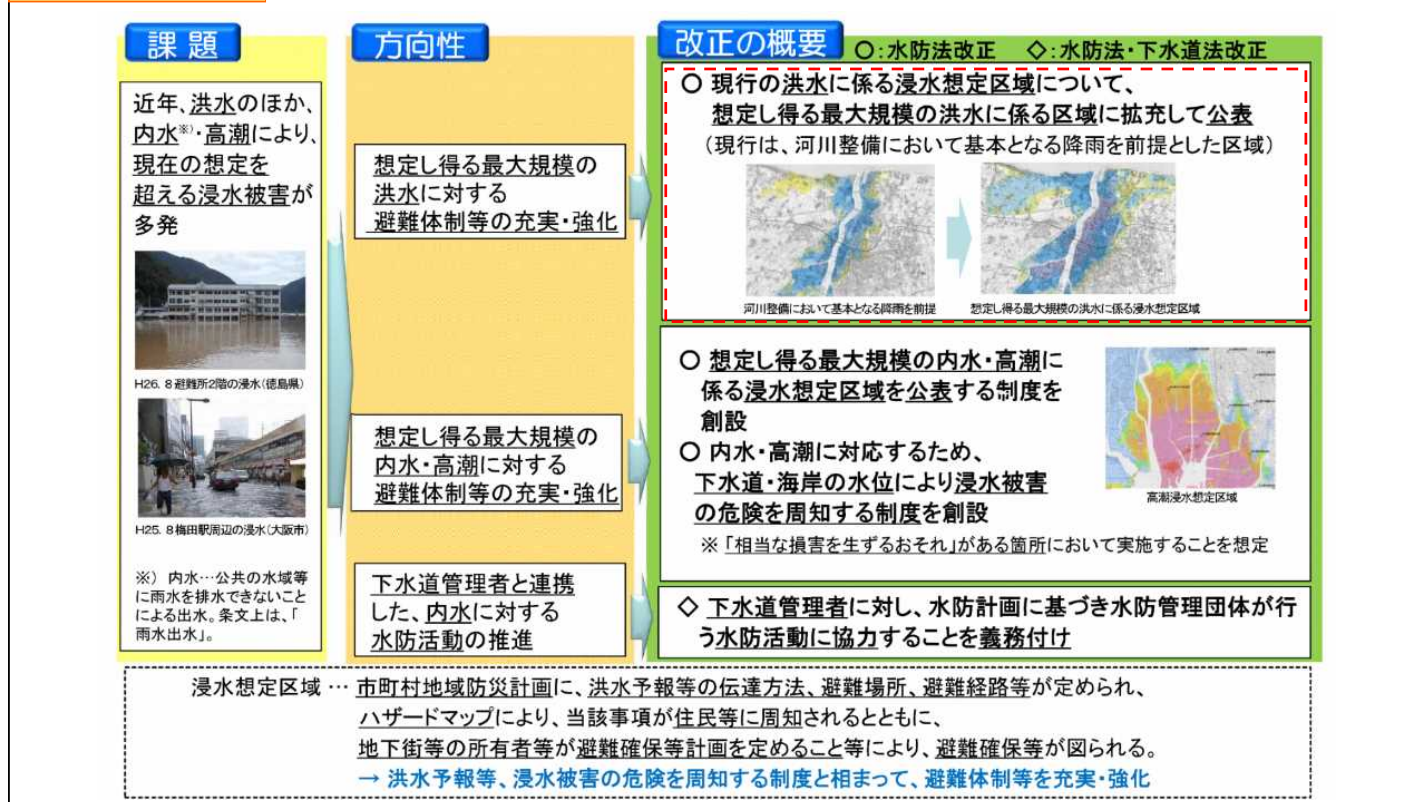 課題
近年、洪水のほか、
内水※)・高潮により、
現在の想定を
超える浸水被害が
多発
H26. 8 避難所2階の浸水(徳島県)
H25. 8 梅田駅周辺の浸水(大阪市)
※) 内水…公共の水域等
に雨水を排水できないこと
による出水。条文上は、「
雨水出水」。
方向性
想定し得る最大規模の
洪水に対する
避難体制等の充実・強化
想定し得る最大規模の
内水・高潮に対する
避難体制等の充実・強化
下水道管理者と連携
した、内水に対する
水防活動の推進
改正の概要 ○:水防法改正 ◇:水防法・下水道法改正
○ 現行の洪水に係る浸水想定区域について、
想定し得る最大規模の洪水に係る区域に拡充して公表
(現行は、河川整備において基本となる降雨を前提とした区域)
河川整備において基本となる降雨を前提
想定し得る最大規模の洪水に係る浸水想定区域
○ 想定し得る最大規模の内水・高潮に
係る浸水想定区域を公表する制度を
創設
○ 内水・高潮に対応するため、
下水道・海岸の水位により浸水被害
の危険を周知する制度を創設
※ 「相当な損害を生ずるおそれ」がある箇所において実施することを想定
高潮浸水想定区域
◇ 下水道管理者に対し、水防計画に基づき水防管理団体が行
う水防活動に協力することを義務付け
浸水想定区域 … 市町村地域防災計画に、洪水予報等の伝達方法、避難場所、避難経路等が定められ、
ハザードマップにより、当該事項が住民等に周知されるとともに、
地下街等の所有者等が避難確保等計画を定めること等により、避難確保等が図られる。
→ 洪水予報等、浸水被害の危険を周知する制度と相まって、避難体制等を充実・強化